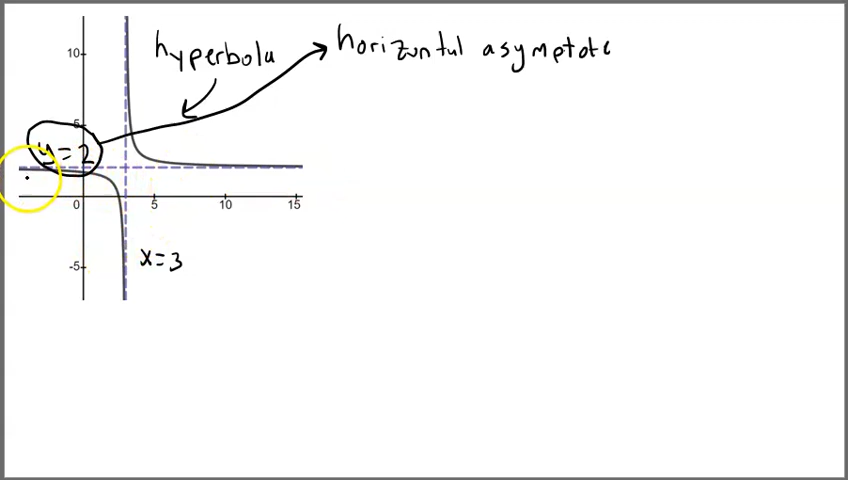 hyperbola
horizontal asymptote
10
5
y=2
0
5
10
15
-5
x=3